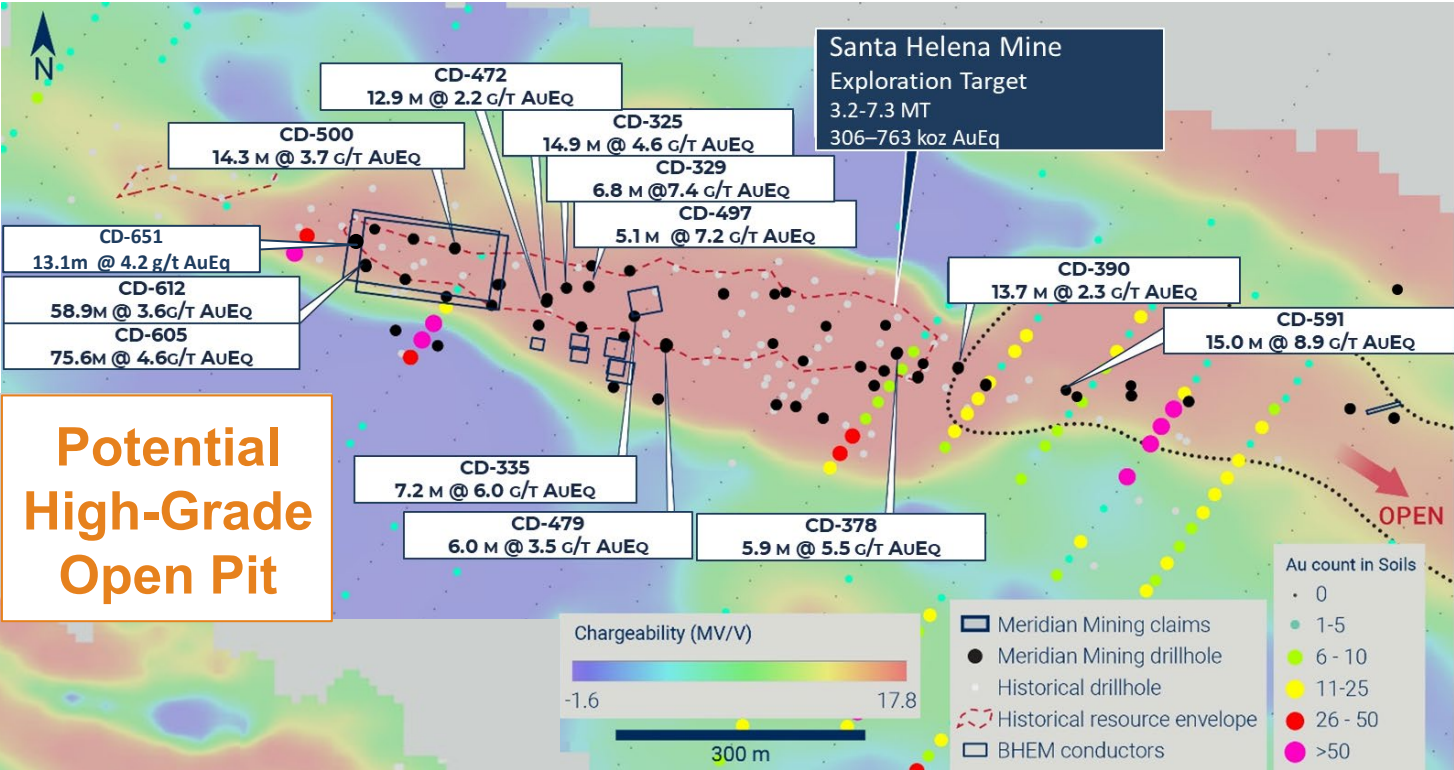 N
Santa Helena Mine
Exploration Target
3.2-7.3 MT
306–763 koz AuEq
CD-472
12.9 M @ 2.2 G/T AUEQ
CD-325
14.9 M @ 4.6 G/T AUEQ
CD-500
14.3 M @ 3.7 G/T AUEQ
CD-329
6.8 M @7.4 G/T AUEQ
CD-497
5.1 M @ 7.2 G/T AUEQ
CD-651
13.1m @ 4.2 g/t AuEq
CD-612
58.9M @ 3.6G/T AUEQ
CD-605
75.6M @ 4.6G/T AUEQ
CD-390
13.7 M @ 2.3 G/T AUEQ
CD-591
15.0 M @ 8.9 G/T AUEQ
Potential
High-Grade
Open Pit
CD-335
7.2 M @ 6.0 G/T AUEQ
CD-479
6.0 M @ 3.5 G/T AUEQ
CD-378
5.9 M @ 5.5 G/T AUEQ
OPEN
Chargeability (MV/V)
-1.6
17.8
300 m
Meridian Mining claims
Meridian Mining drillhole
Historical drillhole
Historical resource envelope
BHEM conductors
Au count in Soils
0
1-5
6 - 10
11-25
26 - 50
>50